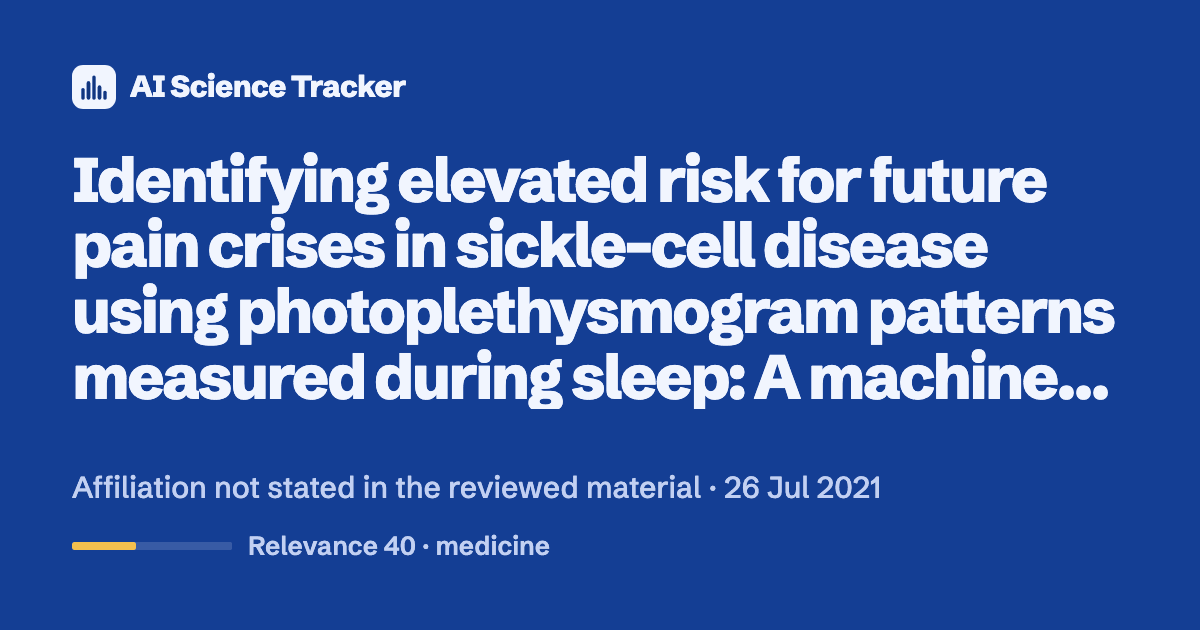 AI Science Tracker
Identifying elevated risk for future
pain crises in sickle-cell disease
using photoplethysmogram patterns
measured during sleep: A machine...
Affiliation not stated in the reviewed material · 26 Jul 2021
Relevance 40 · medicine